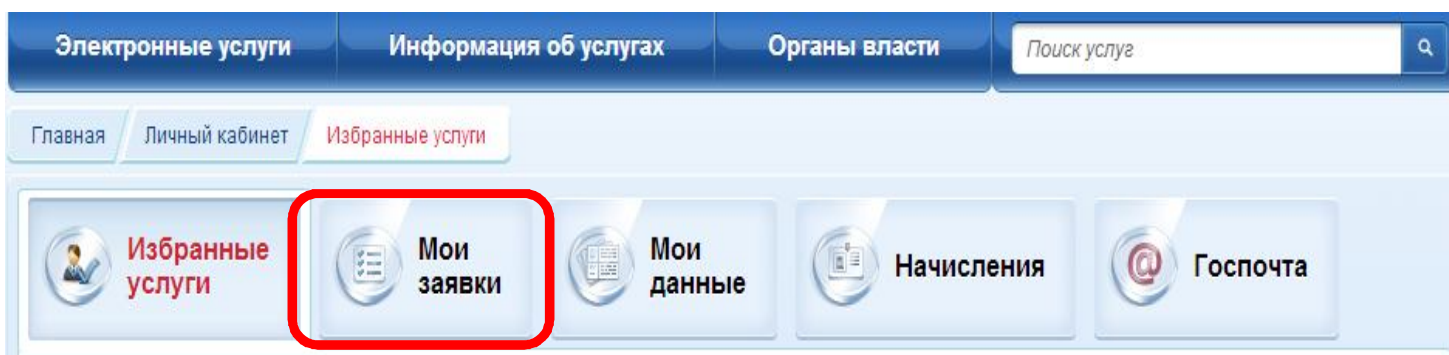 Электронные услуги
Информация об услугах
Органы власти
Поиск услуг
Главная
Личный кабинет
Избранные услуги
Избранные
услуги
Мои
заявки
Мои
данные
Начисления
@ Госпочта